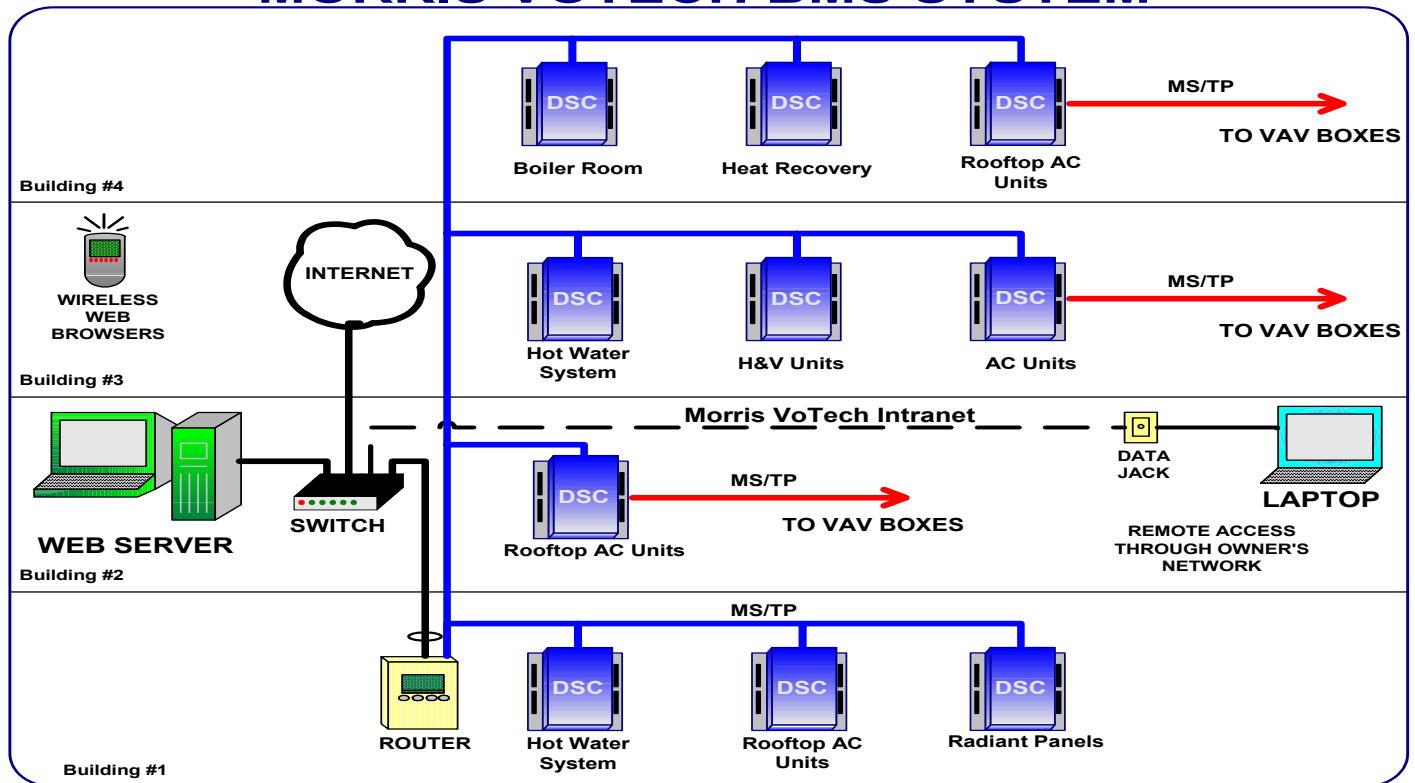 MORRIS VOTECH BMS SYSTEM
DSC
DSC
DSC
MS/TP
TO VAV BOXES
Boiler Room
Heat Recovery
Rooftop AC
Units
Building #4
INTERNET
WIRELESS
WEB
BROWSERS
DSC
DSC
DSC
MS/TP
TO VAV BOXES
Hot Water
System
H&V Units
AC Units
Building #3
Morris VoTech Intranet
DATA
JACK
LAPTOP
DSC
MS/TP
TO VAV BOXES
SWITCH
WEB SERVER
Rooftop AC Units
REMOTE ACCESS
THROUGH OWNER'S
NETWORK
Building #2
MS/TP
DSC
DSC
DSC
ROUTER
Hot Water
System
Rooftop AC
Units
Radiant Panels
Building #1